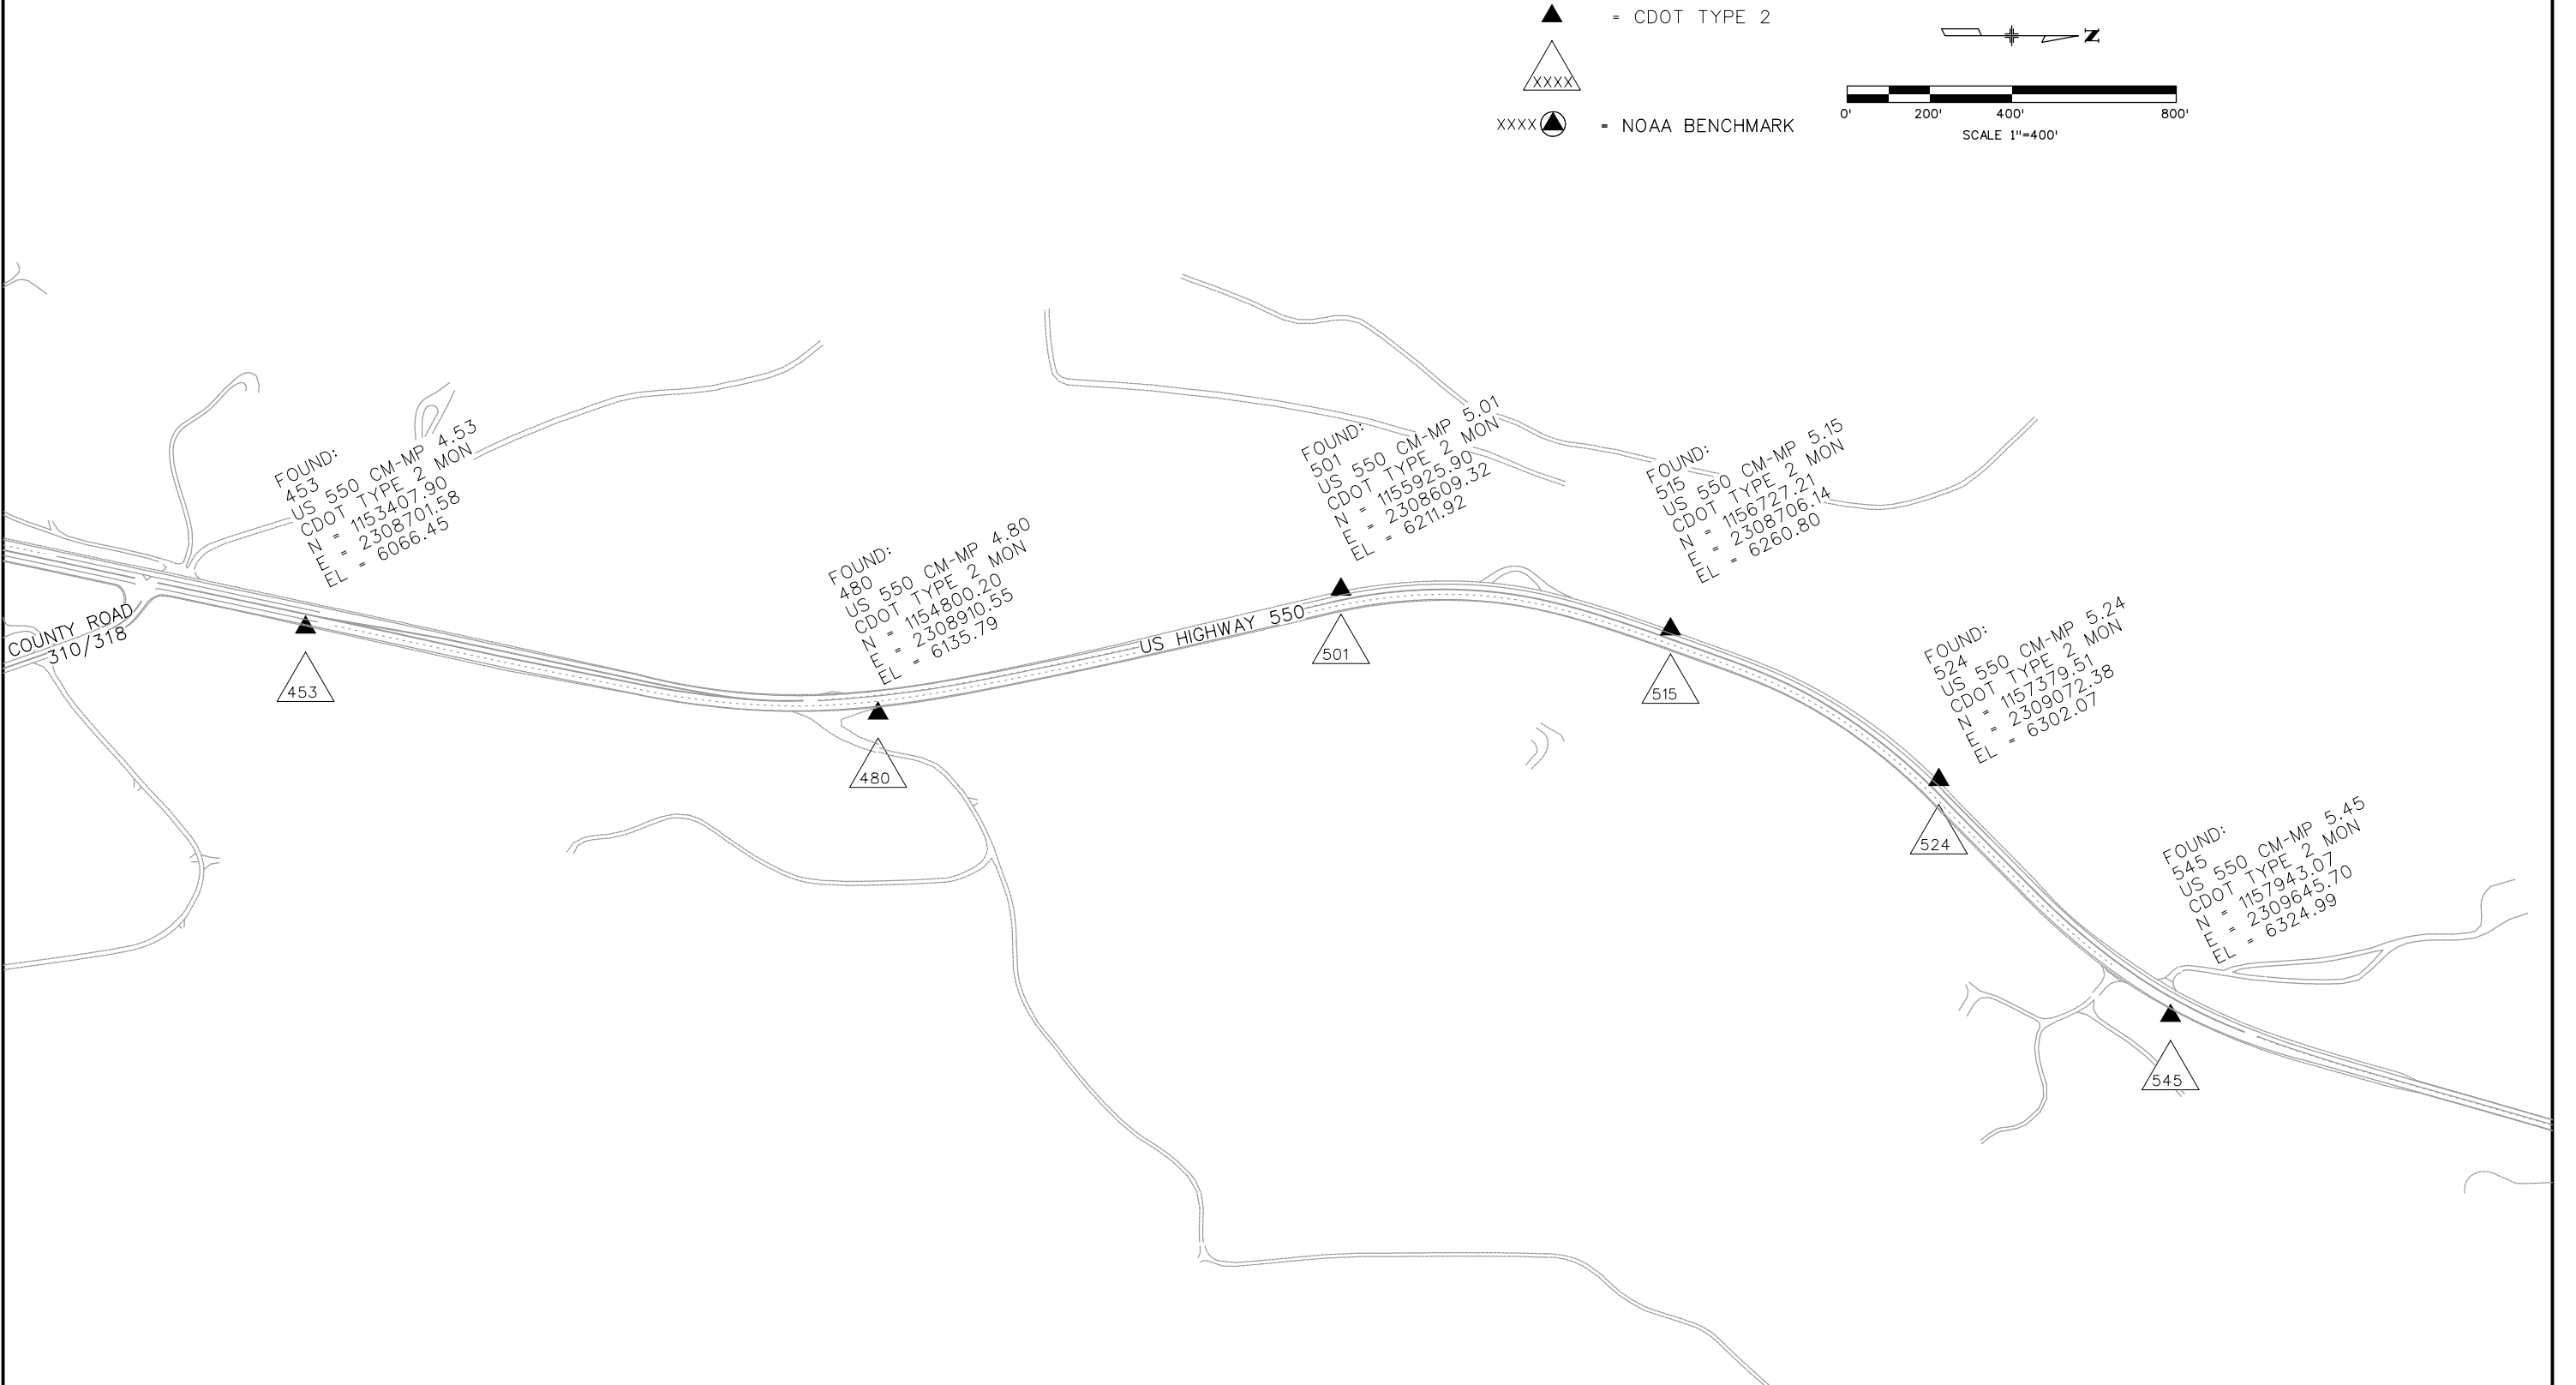 = CDOT TYPE 2
N
XXXX
XXXX = NOAA BENCHMARK
0' 200' 400' 800'
SCALE 1"=400'
FOUND:
453
US 550 CM-MP 4.53
CDOT TYPE 2 MON
N = 1153407.90
E = 2308701.58
EL = 6066.45
453
COUNTY ROAD
310/318
FOUND:
480
US 550 CM-MP 4.80
CDOT TYPE 2 MON
N = 1154800.20
E = 2308910.55
EL = 6135.79
480
US HIGHWAY 550
FOUND:
501
US 550 CM-MP 5.01
CDOT TYPE 2 MON
N = 1155925.90
E = 2308609.32
EL = 6211.92
501
FOUND:
515
US 550 CM-MP 5.15
CDOT TYPE 2 MON
N = 1156727.21
E = 2308706.14
EL = 6260.80
515
FOUND:
524
US 550 CM-MP 5.24
CDOT TYPE 2 MON
N = 1157379.51
E = 2309072.38
EL = 6302.07
524
FOUND:
545
US 550 CM-MP 5.45
CDOT TYPE 2 MON
N = 1157943.07
E = 2309645.70
EL = 6324.99
545